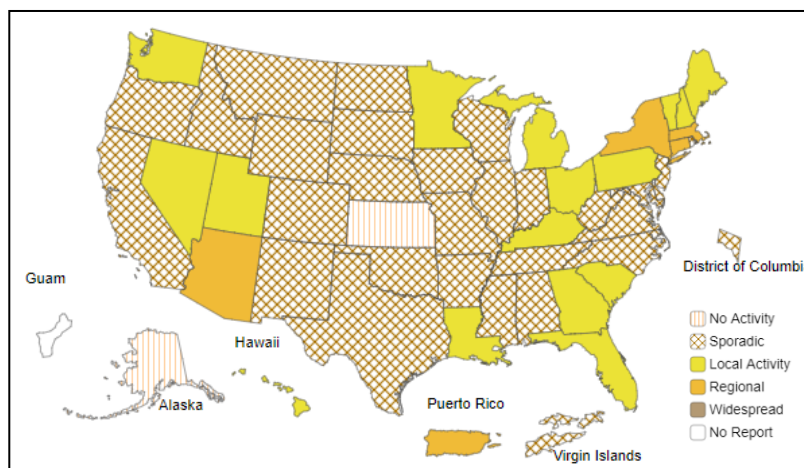 Guam
District of Columbi
No Activity
Sporadic
Hawaii
Local Activity
Regional
Alaska
Puerto Rico
Widespread
No Report
Virgin Islands